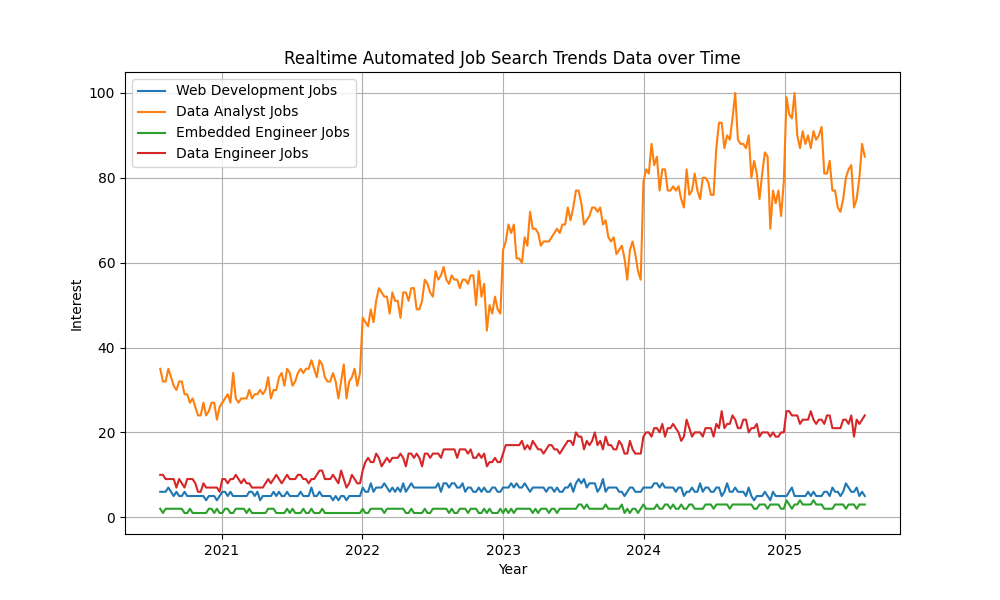 Realtime Automated Job Search Trends Data over Time
Web Development Jobs
Data Analyst Jobs
Embedded Engineer Jobs
Data Engineer Jobs
100
80
60
40
20
0
Interest
2021 2022 2023 2024 2025
Year